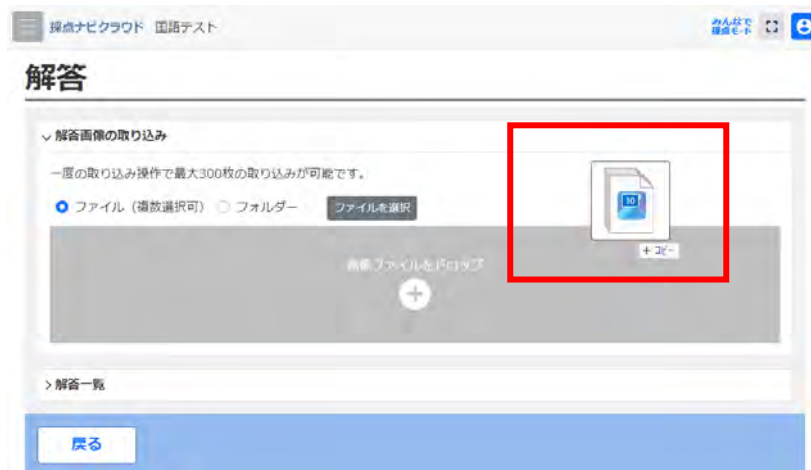 採点ナビクラウド 国語テスト
みんなで
採点モード
解答
解答画像の取り込み
一度の取り込み操作で最大300枚の取り込みが可能です。
ファイル（複数選択可） フォルダー ファイルを選択
10
+ コピー
画像ファイルをドロップ
解答一覧
戻る